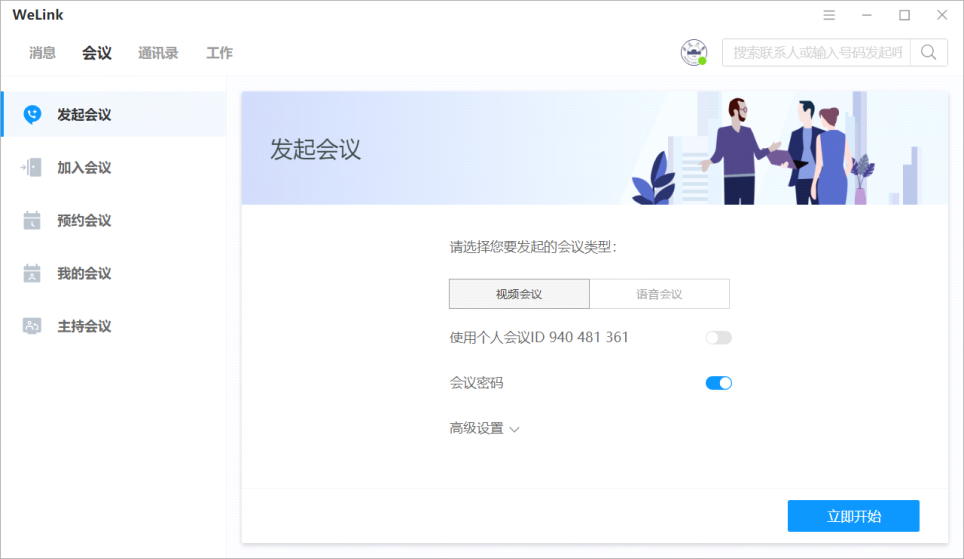 WeLink
消息 会议 通讯录 工作
搜索联系人或输入号码发起呼
发起会议
加入会议
预约会议
我的会议
主持会议
发起会议
请选择您要发起的会议类型：
视频会议 语音会议
使用个人会议ID 940 481 361
会议密码
高级设置
立即开始